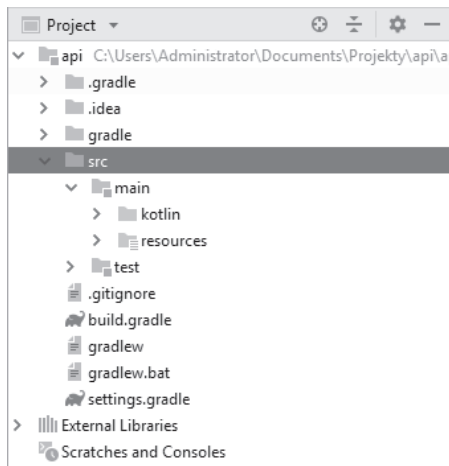 Project
api C:\Users\Administrator\Documents\Projekty\api\a
.gradle
.idea
gradle
src
main
kotlin
resources
test
.gitignore
build.gradle
gradlew
gradlew.bat
settings.gradle
External Libraries
Scratches and Consoles